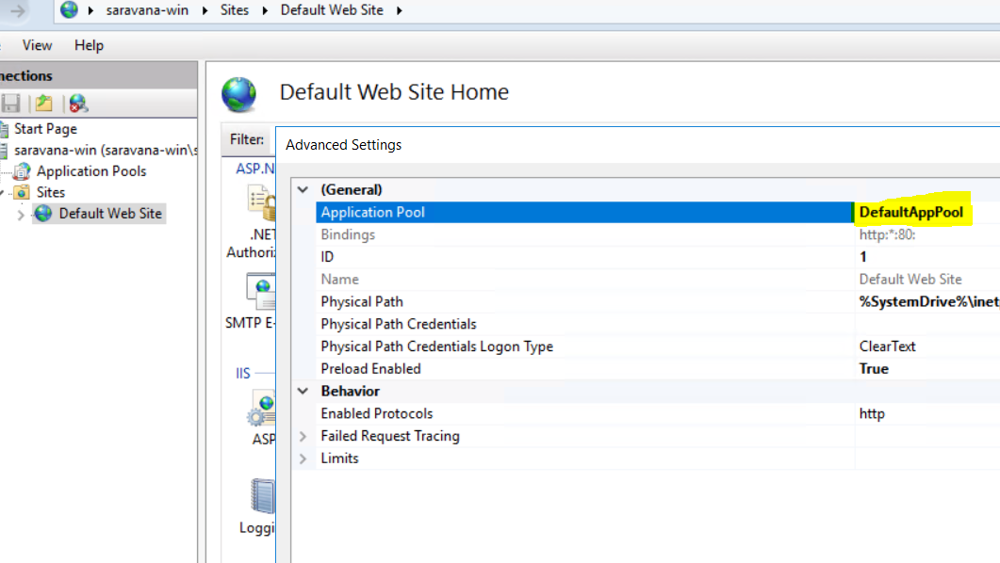 saravana-win Sites Default Web Site
View Help
nections
Default Web Site Home
Start Page
saravana-win (saravana-win\s
Application Pools
Sites
Default Web Site
Filter:
Advanced Settings
ASP.N
.NET
Authoriz
SMTP E-
IIS
ASP
Loggi
(General)
Application Pool DefaultAppPool
Bindings http:*:80:
ID 1
Name Default Web Site
Physical Path %SystemDrive%\inetp
Physical Path Credentials
Physical Path Credentials Logon Type ClearText
Preload Enabled True
Behavior
Enabled Protocols http
Failed Request Tracing
Limits